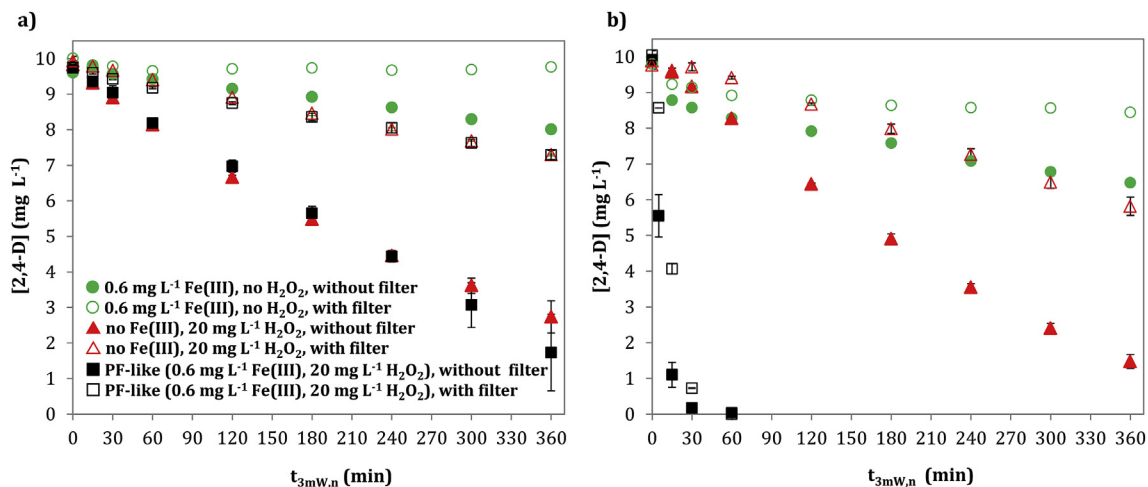 a)
[2,4-D] (mg L⁻¹)
10
9
8
7
6
5
4
3
2
1
0
0.6 mg L⁻¹ Fe(III), no H₂O₂, without filter
0.6 mg L⁻¹ Fe(III), no H₂O₂, with filter
no Fe(III), 20 mg L⁻¹ H₂O₂, without filter
no Fe(III), 20 mg L⁻¹ H₂O₂, with filter
PF-like (0.6 mg L⁻¹ Fe(III), 20 mg L⁻¹ H₂O₂), without filter
PF-like (0.6 mg L⁻¹ Fe(III), 20 mg L⁻¹ H₂O₂), with filter
0 30 60 90 120 150 180 210 240 270 300 330 360
t₃mW,n (min)
b)
[2,4-D] (mg L⁻¹)
10
9
8
7
6
5
4
3
2
1
0
0 30 60 90 120 150 180 210 240 270 300 330 360
t₃mW,n (min)